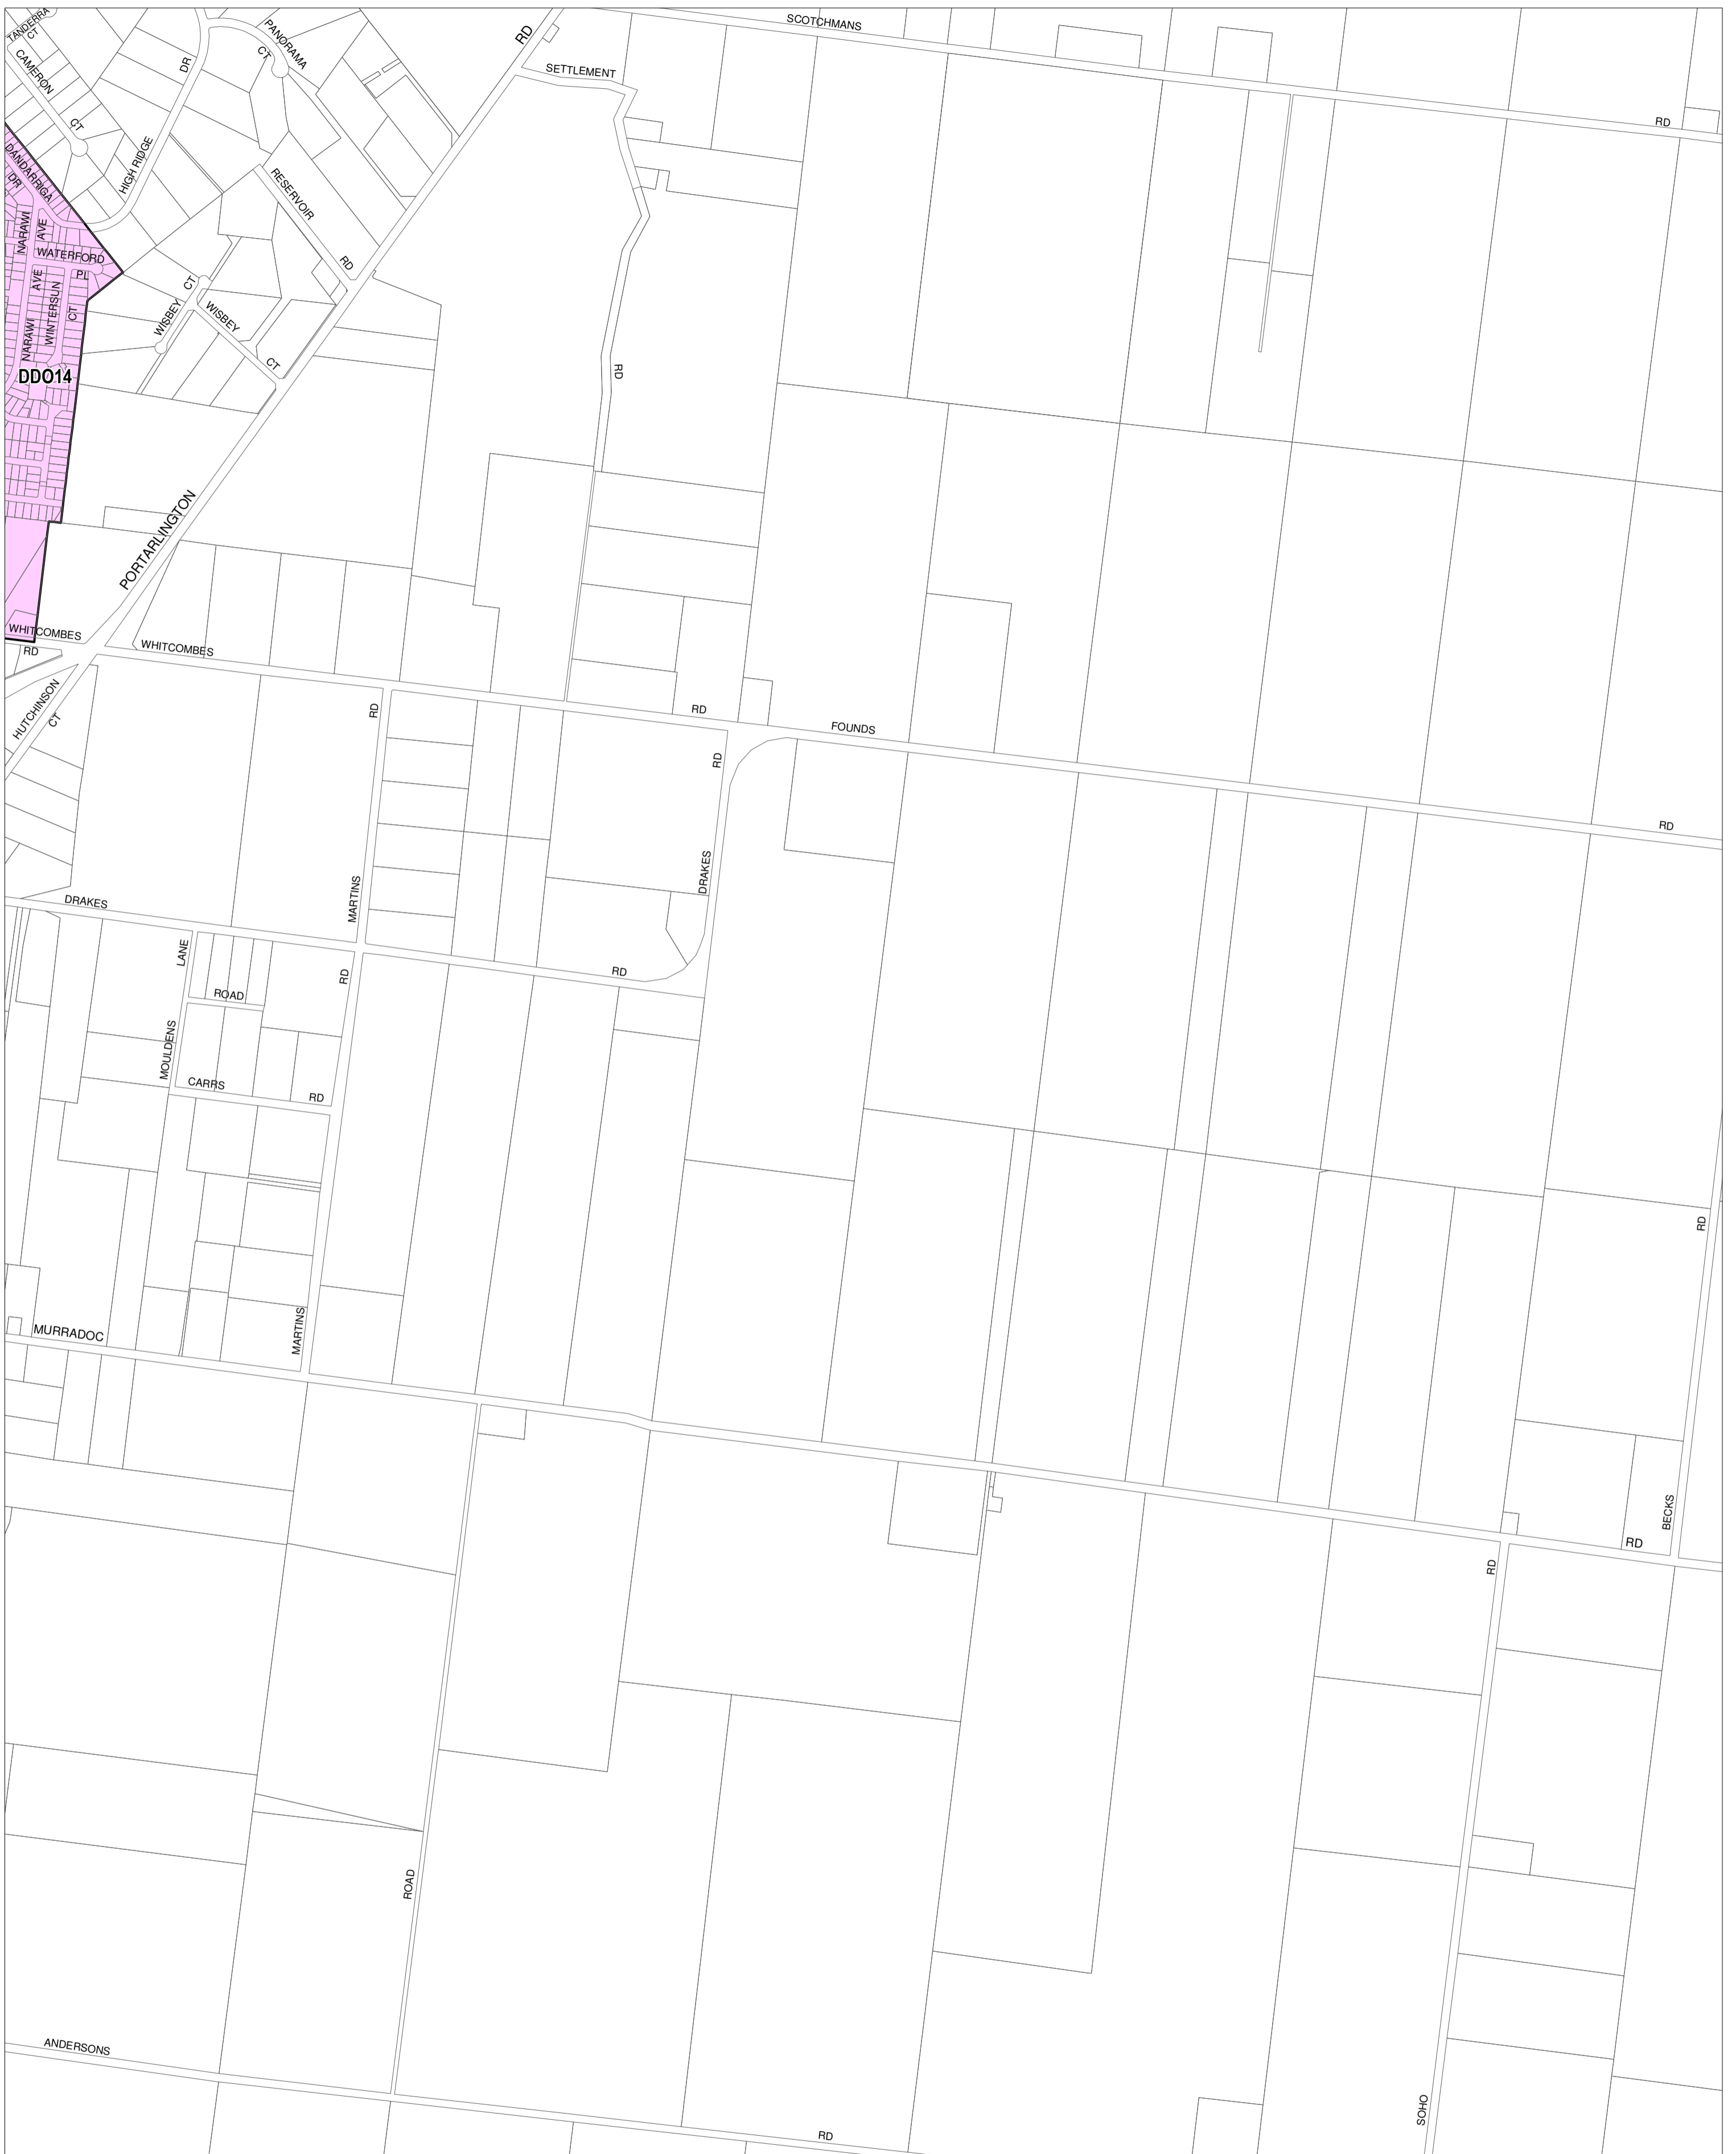 TANDERRA
CT
CAMERON
CT
PANORAMA
CT
DR
HIGH RIDGE
RD
SETTLEMENT
SCOTCHMANS
RD
DANDARRIGA
DR
NARAWI
AVE
WATERFORD
PL
RESERVOIR
RD
WISBEY
CT
WISBEY
CT
AVE
NARAWI
WINTERSUN
CT
DDO14
RD
PORTARLINGTON
WHITCOMBES
RD
WHITCOMBES
RD
FOUNDS
RD
HUTCHINSON
CT
RD
MARTINS
RD
DRAKES
DRAKES
RD
LANE
MOULDENS
ROAD
RD
CARRS
RD
MARTINS
MURRADOC
RD
BECKS
RD
RD
SOHO
ROAD
ANDERSONS
RD